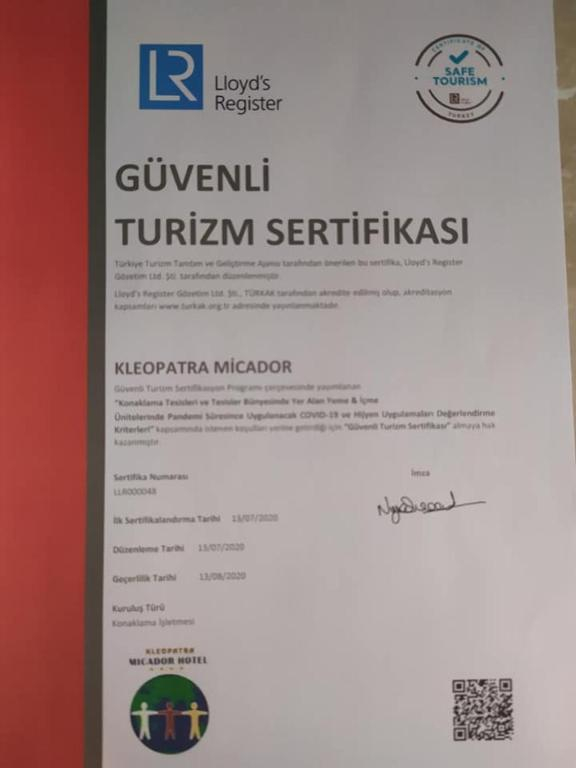 LR
Lloyd's
Register
CERTIFICATE OF
SAFE
TOURISM
TURKEY
GÜVENLİ
TURİZM SERTİFİKASI
Türkiye Turizm Tanıtım ve Geliştirme Ajansı tarafından önerilen bu sertifika, Lloyd's Register
Gözetim Ltd. Şti. tarafından düzenlenmiştir.
Lloyd's Register Gözetim Ltd. Şti., TÜRKAK tarafından akredite edilmiş olup, akreditasyon
kapsamları www.turkak.org.tr adresinde yayınlanmaktadır.
KLEOPATRA MİCADOR
Güvenli Turizm Sertifikasyon Programı çerçevesinde yayımlanan
"Konaklama Tesisleri ve Tesisler Bünyesinde Yer Alan Yeme & İçme
Ünitelerinde Pandemi Süresince Uygulanacak COVID-19 ve Hijyen Uygulamaları Değerlendirme
Kriterleri" kapsamında istenen koşulları yerine getirdiği için "Güvenli Turizm Sertifikası" almaya hak
kazanmıştır.
Sertifika Numarası
LLR000048
İmza
İlk Sertifikalandırma Tarihi 13/07/2020
Düzenleme Tarihi 13/07/2020
Geçerlilik Tarihi 13/08/2020
Kuruluş Türü
Konaklama İşletmesi
KLEOPATRA
MICADOR HOTEL